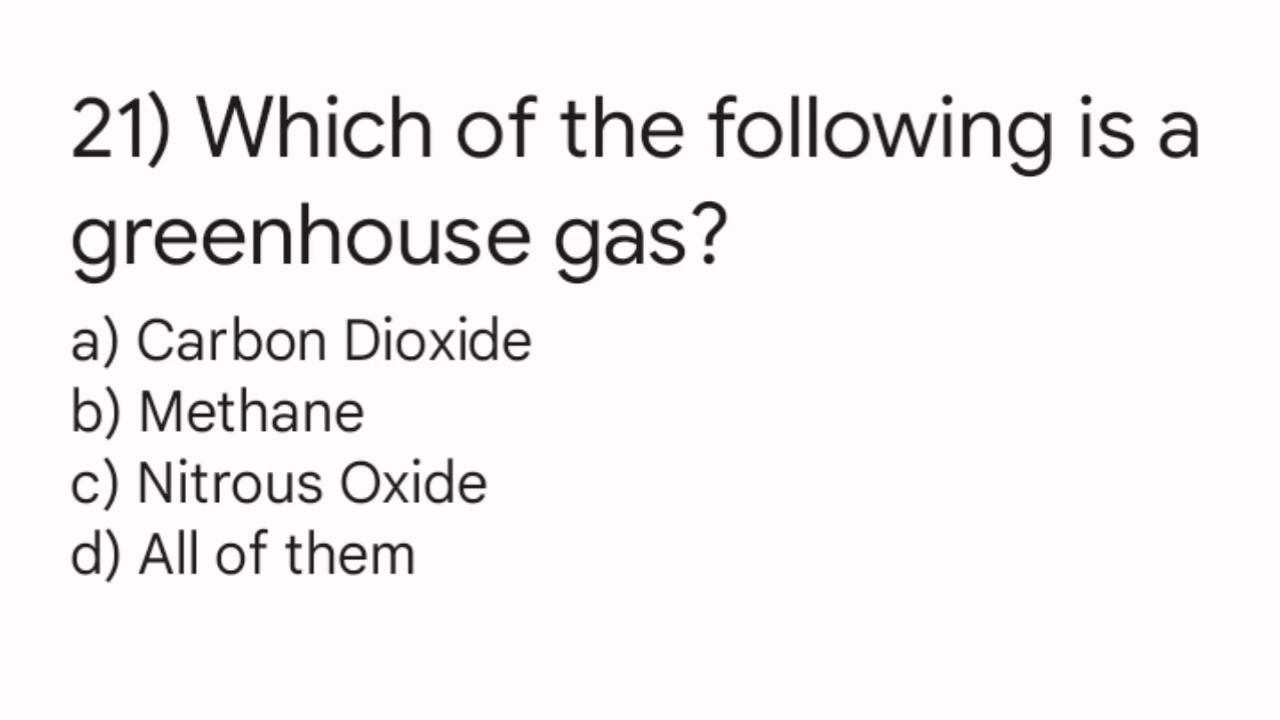 21) Which of the following is a
greenhouse gas?
a) Carbon Dioxide
b) Methane
c) Nitrous Oxide
d) All of them